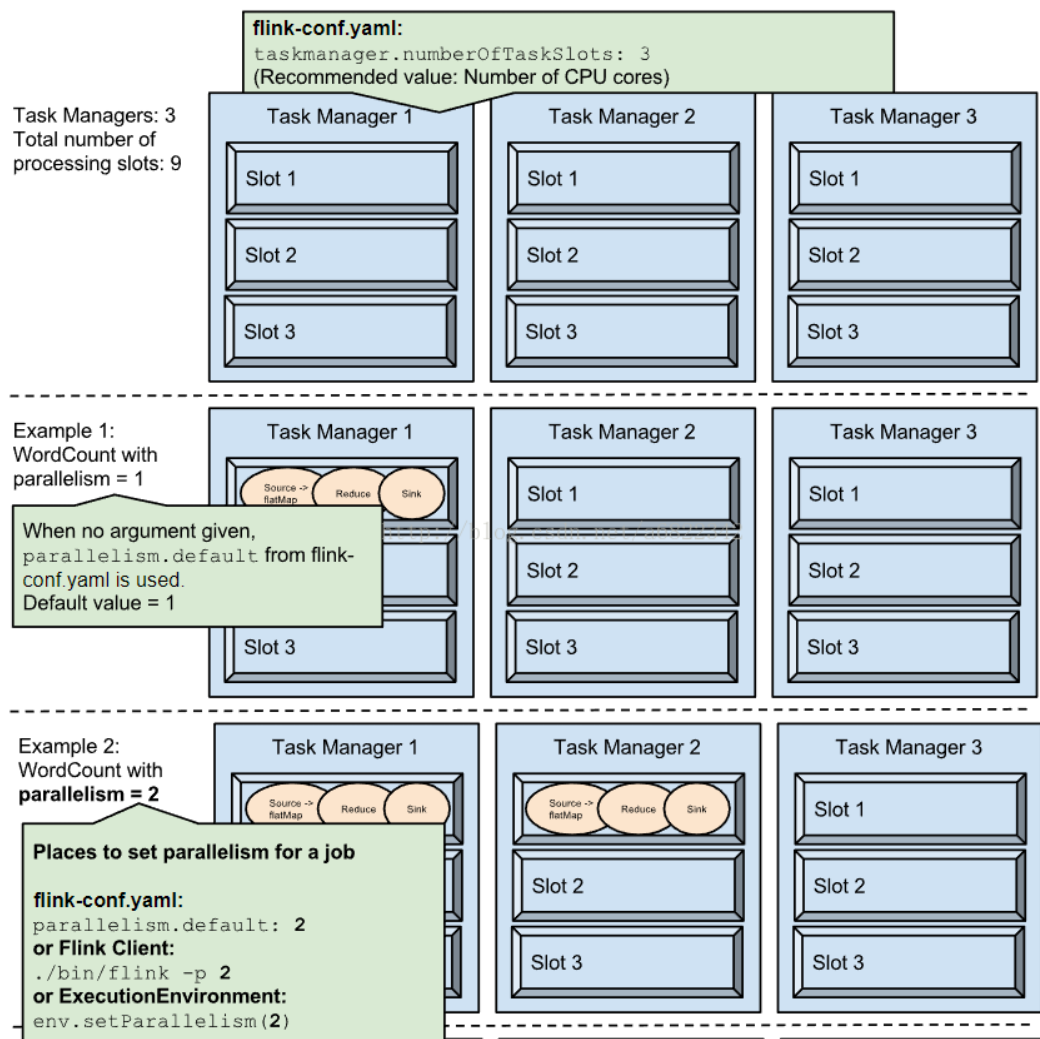 flink-conf.yaml:
taskmanager.numberOfTaskSlots: 3
(Recommended value: Number of CPU cores)
Task Managers: 3
Total number of
processing slots: 9
Task Manager 1
Slot 1
Slot 2
Slot 3
Task Manager 2
Slot 1
Slot 2
Slot 3
Task Manager 3
Slot 1
Slot 2
Slot 3
Example 1:
WordCount with
parallelism = 1
When no argument given,
parallelism.default from flink-
conf.yaml is used.
Default value = 1
Task Manager 1
Source ->
flatMap
Reduce
Sink
Slot 3
Task Manager 2
Slot 1
Slot 2
Slot 3
Task Manager 3
Slot 1
Slot 2
Slot 3
Example 2:
WordCount with
parallelism = 2
Places to set parallelism for a job
flink-conf.yaml:
parallelism.default: 2
or Flink Client:
./bin/flink -p 2
or ExecutionEnvironment:
env.setParallelism(2)
Task Manager 1
Source ->
flatMap
Reduce
Sink
Task Manager 2
Source ->
flatMap
Reduce
Sink
Slot 2
Slot 3
Task Manager 3
Slot 1
Slot 2
Slot 3